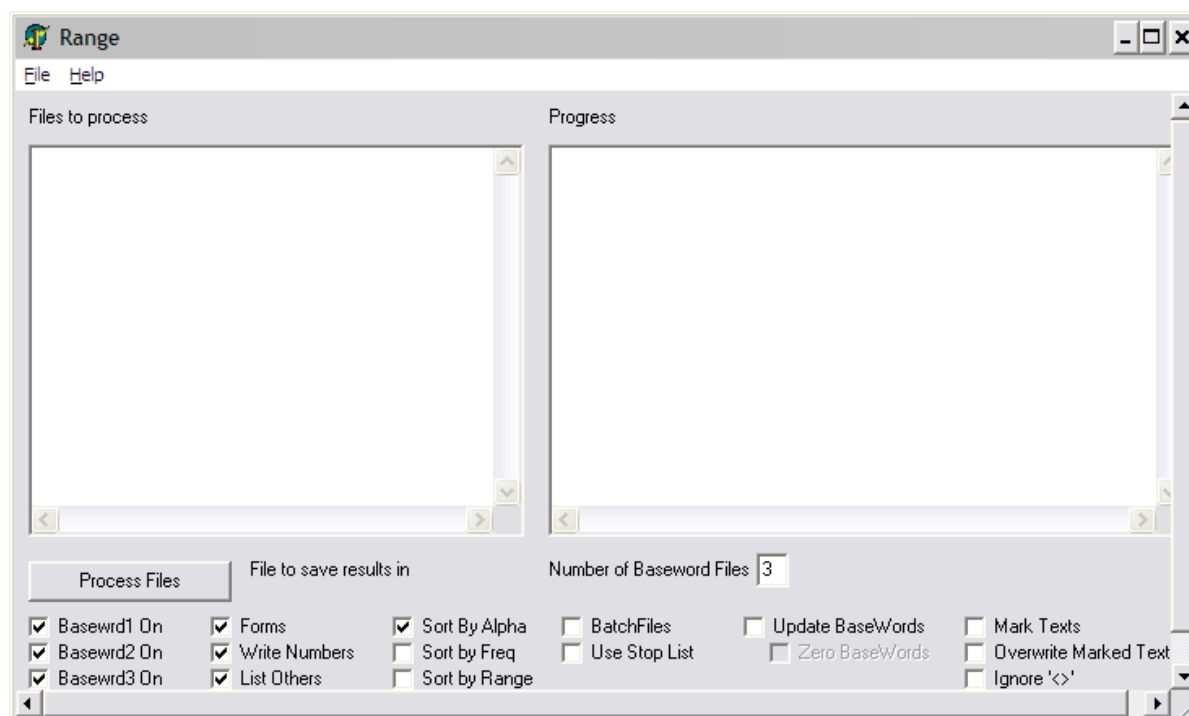 Range
File Help
Files to process Progress
Process Files File to save results in Number of Baseword Files 3
Basewrd1 On Forms Sort By Alpha BatchFiles Update BaseWords Mark Texts
Basewrd2 On Write Numbers Sort by Freq Use Stop List Zero BaseWords Overwrite Marked Text
Basewrd3 On List Others Sort by Range Ignore '<>'